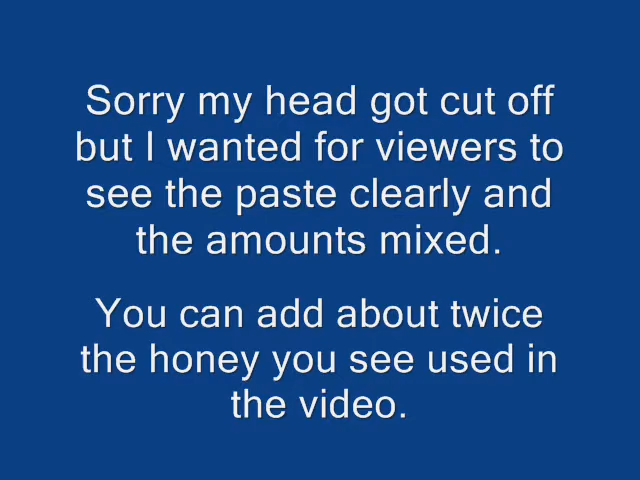 Sorry my head got cut off
but I wanted for viewers to
see the paste clearly and
the amounts mixed.
You can add about twice
the honey you see used in
the video.